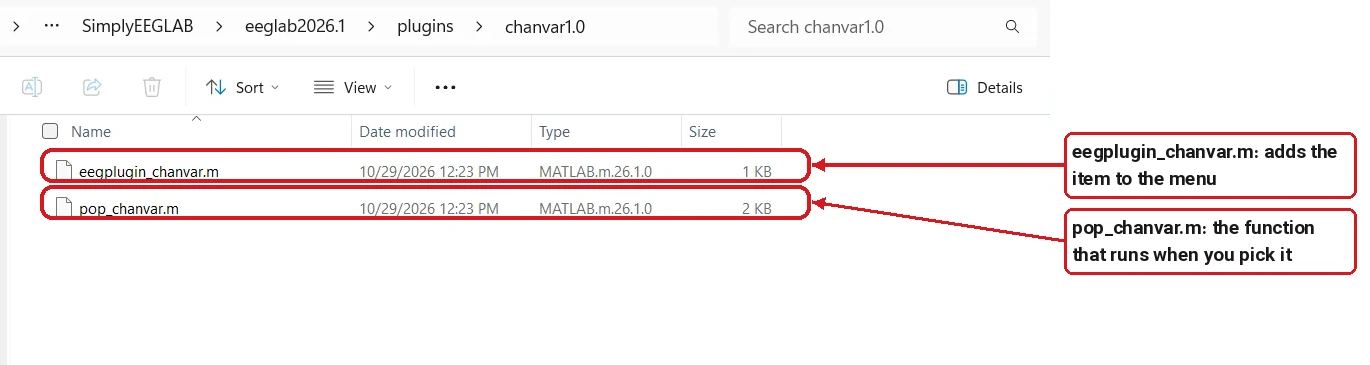 SimplyEEGLAB > eeglab2026.1 > plugins > chanvar1.0
Search chanvar1.0
Sort
View
Details
Name Date modified Type Size
eegplugin_chanvar.m 10/29/2026 12:23 PM MATLAB.m.26.1.0 1 KB
pop_chanvar.m 10/29/2026 12:23 PM MATLAB.m.26.1.0 2 KB
eegplugin_chanvar.m: adds the
item to the menu
pop_chanvar.m: the function
that runs when you pick it